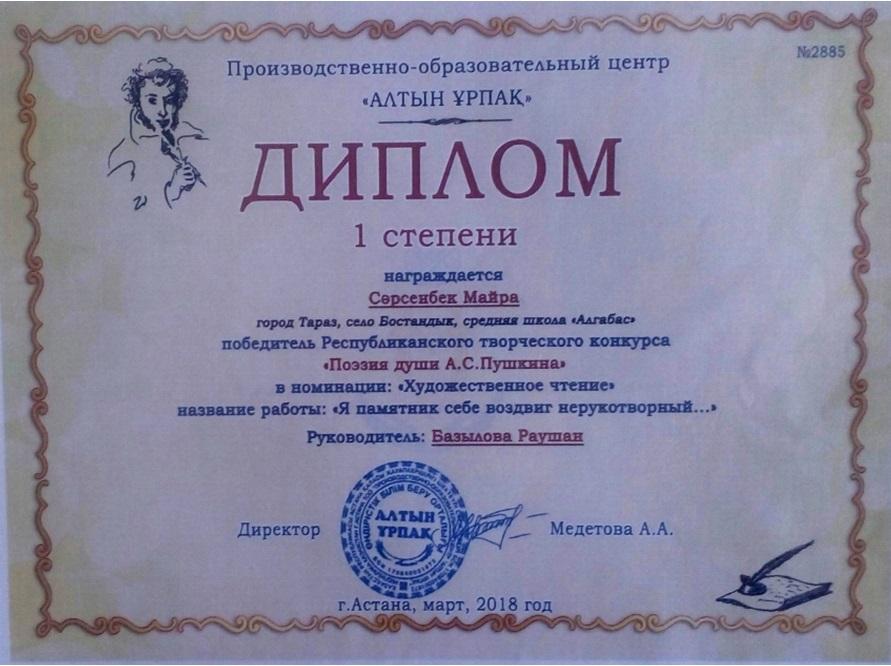 №2885
Производственно-образовательный центр
«АЛТЫН ҰРПАҚ»
ДИПЛОМ
1 степени
награждается
Сәрсенбек Майра
город Тараз, село Бостандык, средняя школа «Алгабас»
победитель Республиканского творческого конкурса
«Поэзия души А.С.Пушкина»
в номинации: «Художественное чтение»
название работы: «Я памятник себе воздвиг нерукотворный...»
Руководитель: Базылова Раушан
АЛТЫН
ҰРПАҚ
Директор
Медетова А.А.
г.Астана, март, 2018 год